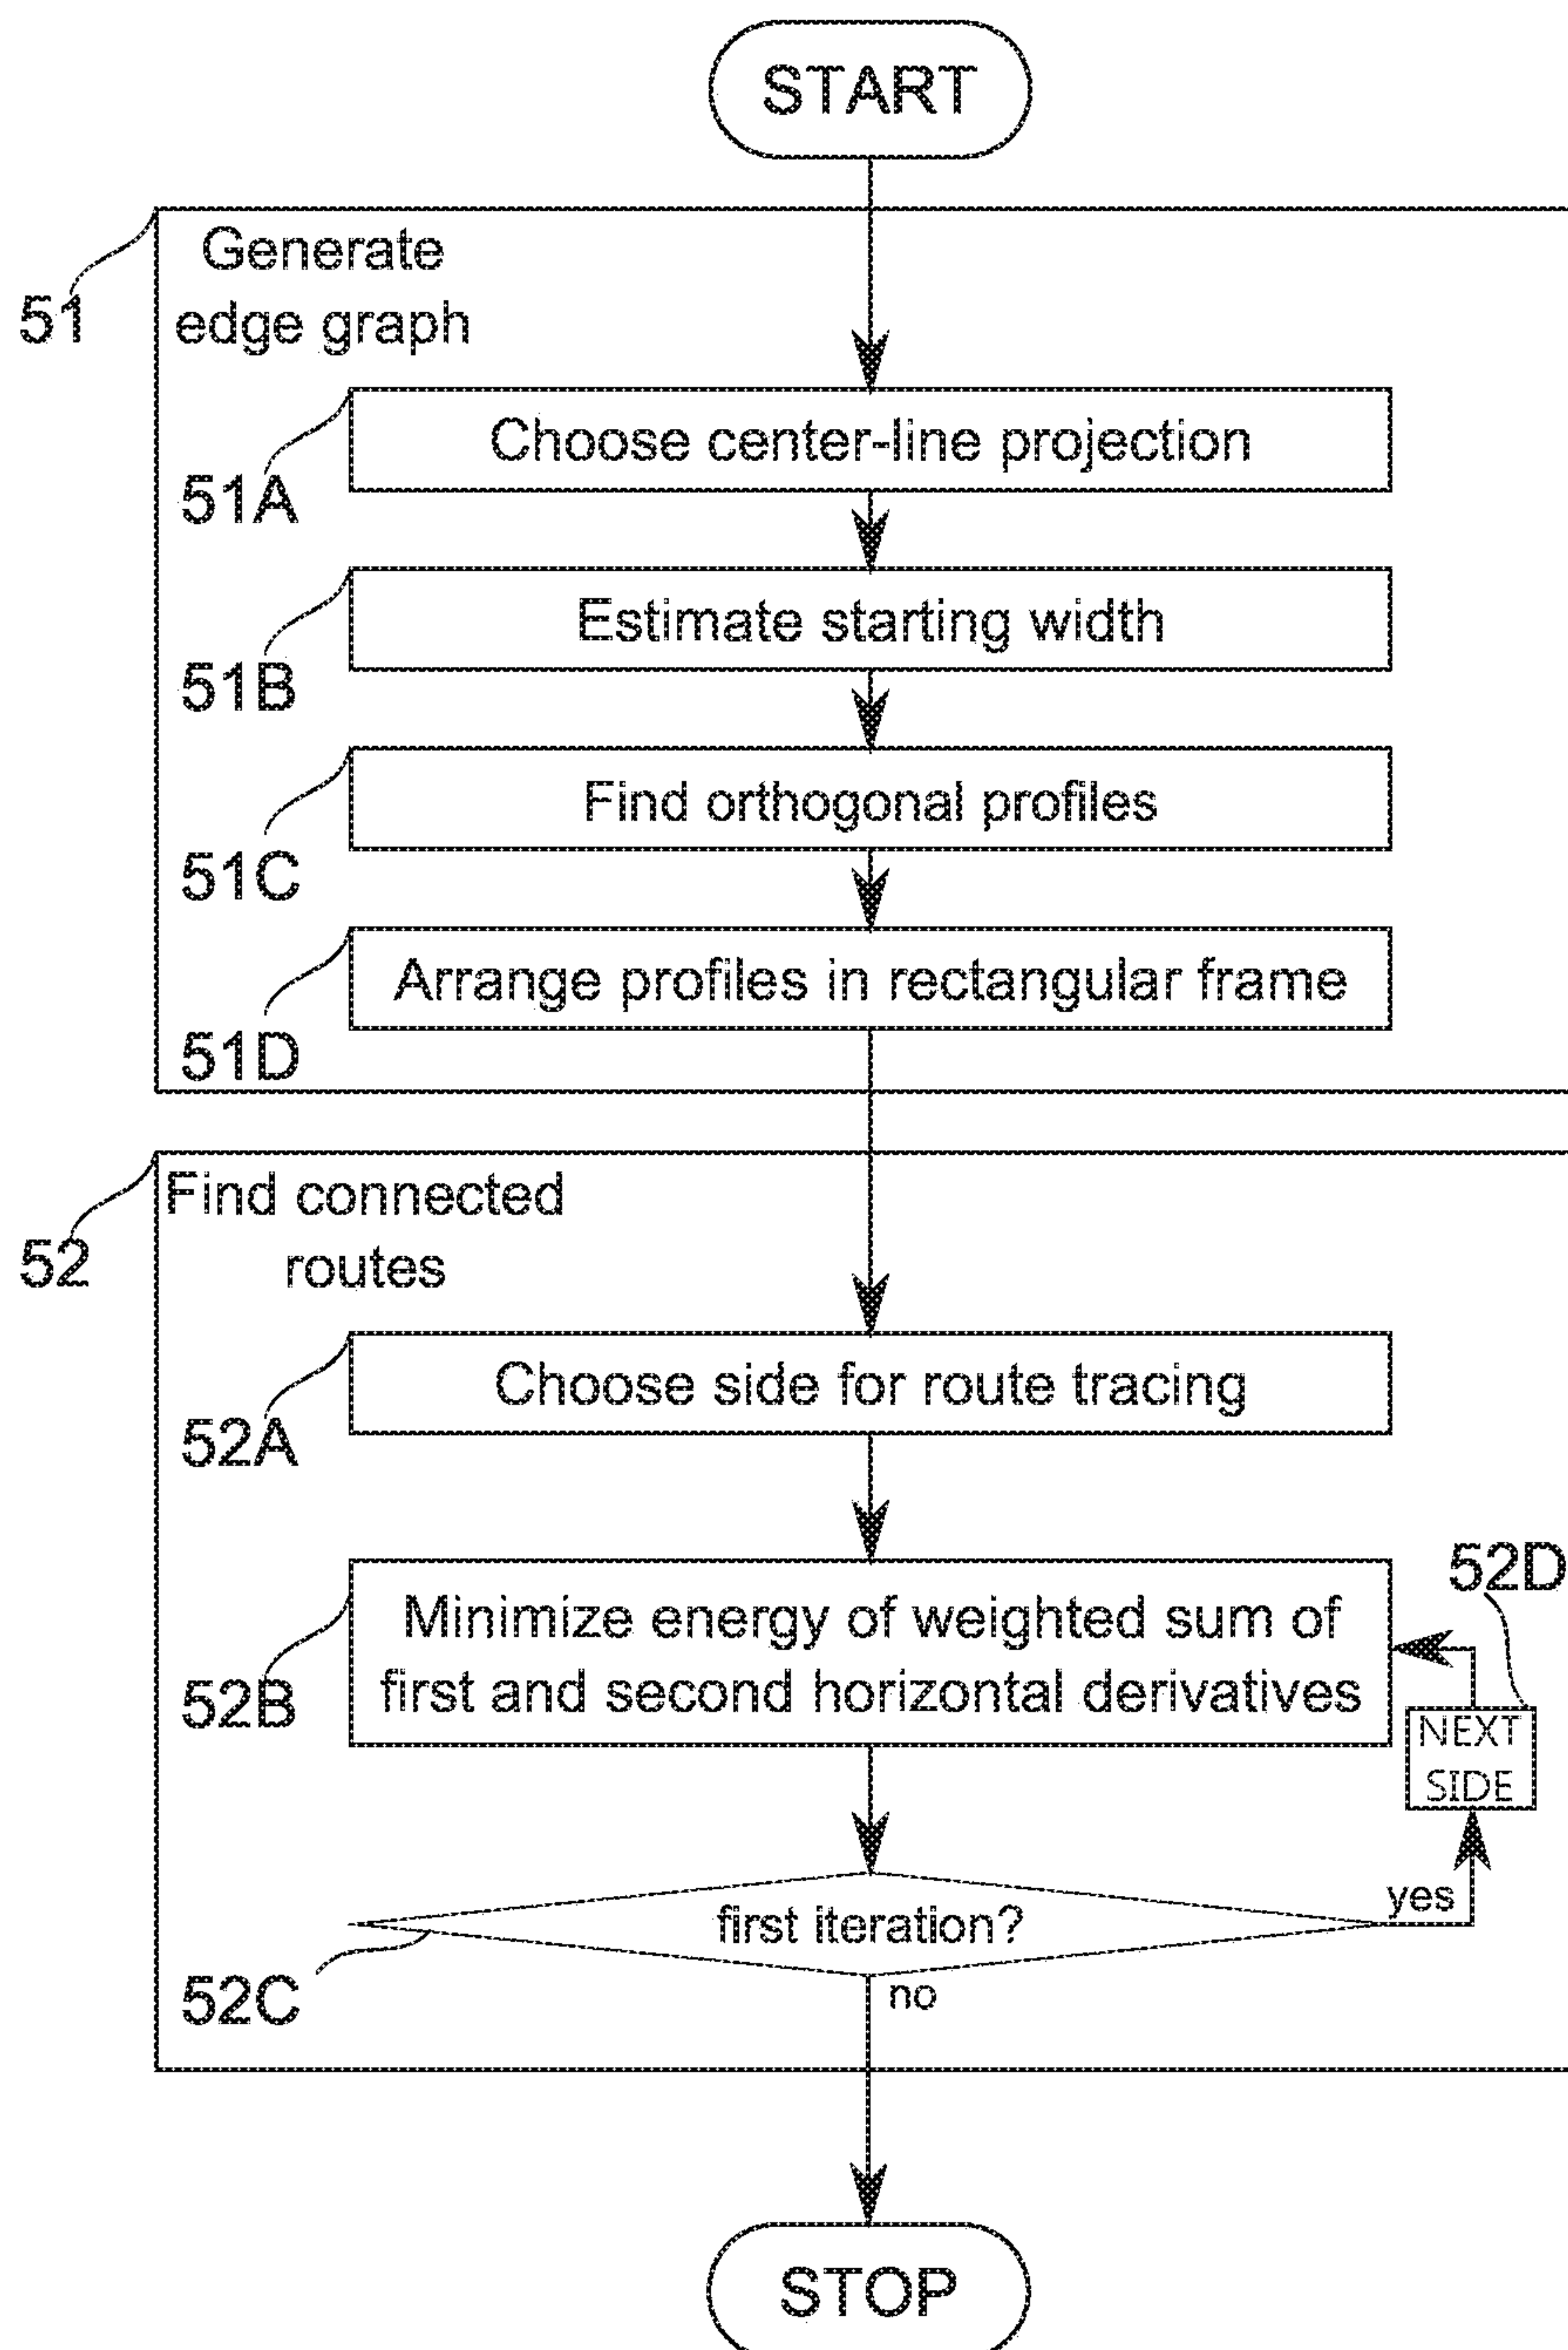 START
Generate
edge graph
51
Choose center-line projection
51A
Estimate starting width
51B
Find orthogonal profiles
51C
Arrange profiles in rectangular frame
51D
Find connected
routes
52
Choose side for route tracing
52A
52D
Minimize energy of weighted sum of
first and second horizontal derivatives
52B
NEXT
SIDE
yes
first iteration?
52C
no
STOP